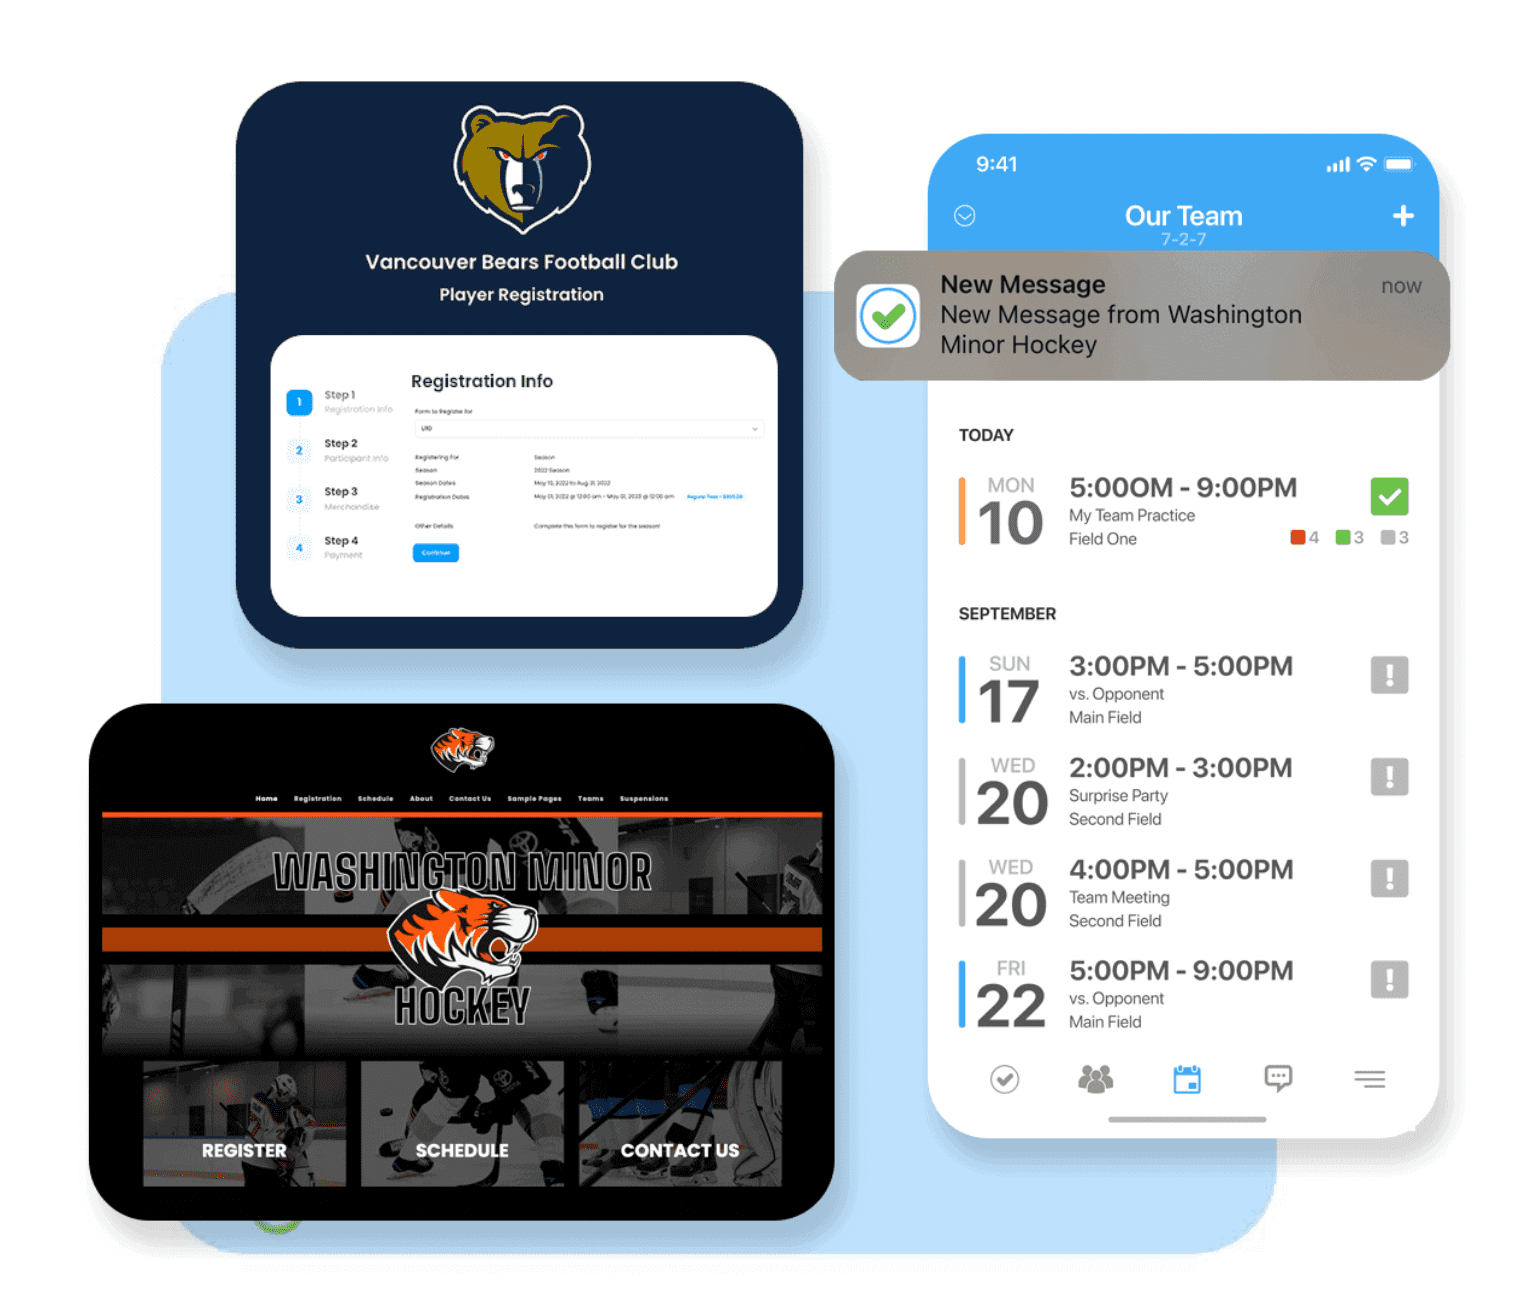 Vancouver Bears Football Club
Player Registration
Registration Info
1
Step 1
Registration Info
2
Step 2
Participant Info
3
Step 3
Merchandise
4
Step 4
Payment
Form to Register for
U10
Registering For
Season
Season
2022 Season
Season Dates
May 10, 2022 to Aug 31, 2022
Registration Dates
May 01, 2022 @ 12:00 am - May 01, 2023 @ 12:00 am
Other Details
Complete this form to register for the season!
Continue
Home Registration Schedule About Contact Us Sample Pages Teams Suspensions
WASHINGTON MINOR
HOCKEY
REGISTER
SCHEDULE
CONTACT US
9:41
Our Team
7-2-7
New Message
now
New Message from Washington
Minor Hockey
TODAY
MON
10
5:00OM - 9:00PM
My Team Practice
Field One
4 3 3
SEPTEMBER
SUN
17
3:00PM - 5:00PM
vs. Opponent
Main Field
WED
20
2:00PM - 3:00PM
Surprise Party
Second Field
WED
20
4:00PM - 5:00PM
Team Meeting
Second Field
FRI
22
5:00PM - 9:00PM
vs. Opponent
Main Field